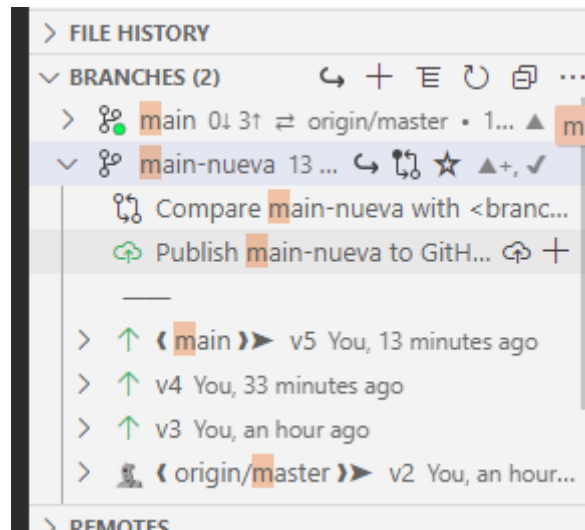 FILE HISTORY
BRANCHES (2)
main 0↓ 3↑ ⇄ origin/master • 1... ▲ m
main-nueva 13 ... ▲+, ✓
Compare main-nueva with <branc...
Publish main-nueva to GitH...
⟪ main ⟫➤ v5 You, 13 minutes ago
v4 You, 33 minutes ago
v3 You, an hour ago
⟪ origin/master ⟫➤ v2 You, an hour...
REMOTES